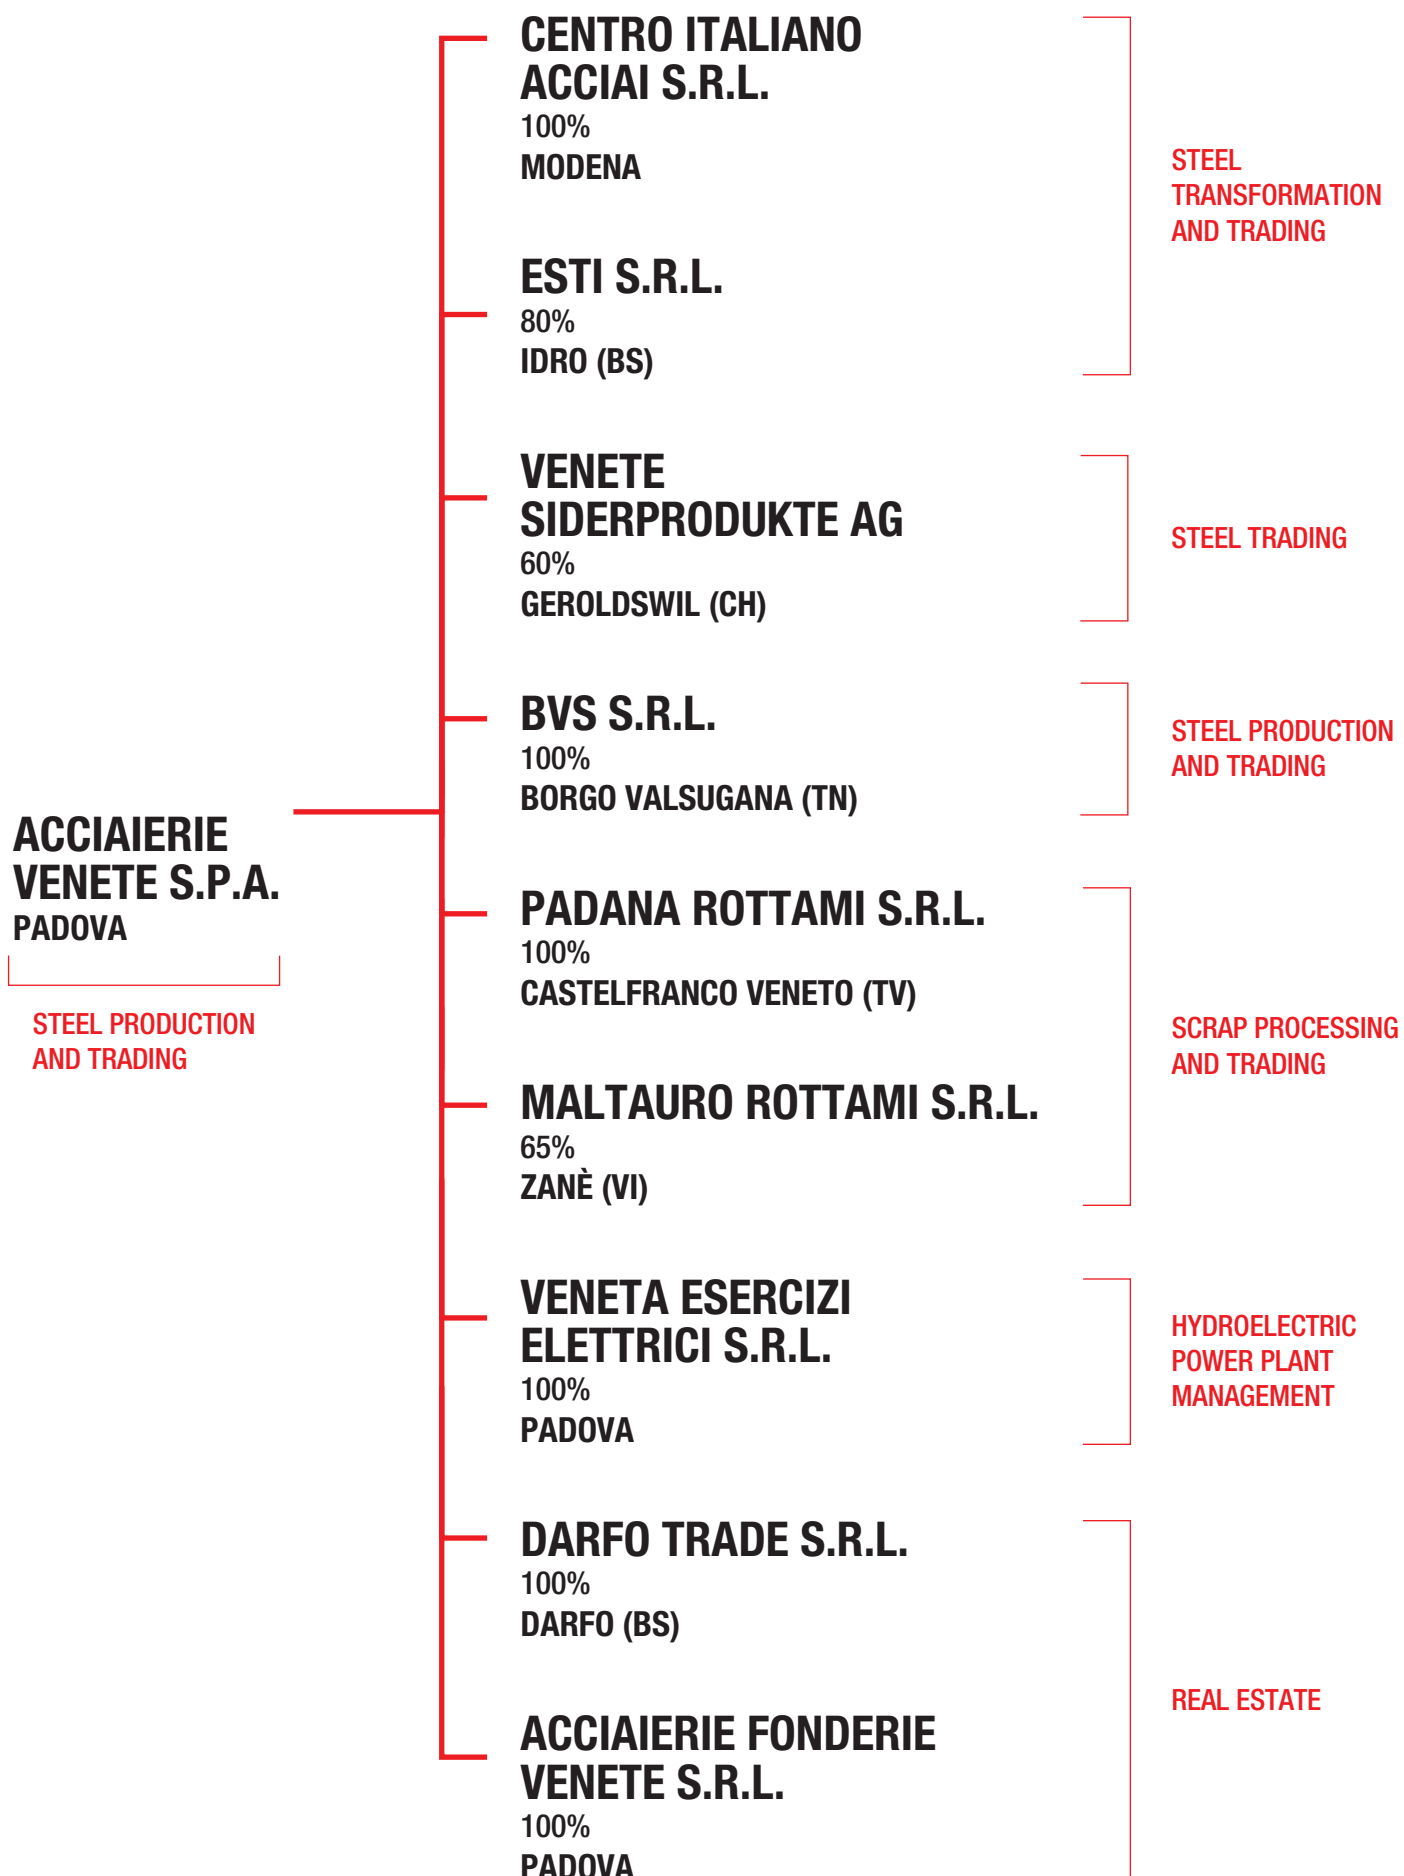 ACCIAIERIE
VENETE S.P.A.
PADOVA
STEEL PRODUCTION
AND TRADING
CENTRO ITALIANO
ACCIAI S.R.L.
100%
MODENA
ESTI S.R.L.
80%
IDRO (BS)
STEEL
TRANSFORMATION
AND TRADING
VENETE
SIDERPRODUKTE AG
60%
GEROLDSWIL (CH)
STEEL TRADING
BVS S.R.L.
100%
BORGO VALSUGANA (TN)
STEEL PRODUCTION
AND TRADING
PADANA ROTTAMI S.R.L.
100%
CASTELFRANCO VENETO (TV)
MALTAURO ROTTAMI S.R.L.
65%
ZANÈ (VI)
SCRAP PROCESSING
AND TRADING
VENETA ESERCIZI
ELETTRICI S.R.L.
100%
PADOVA
HYDROELECTRIC
POWER PLANT
MANAGEMENT
DARFO TRADE S.R.L.
100%
DARFO (BS)
ACCIAIERIE FONDERIE
VENETE S.R.L.
100%
PADOVA
REAL ESTATE